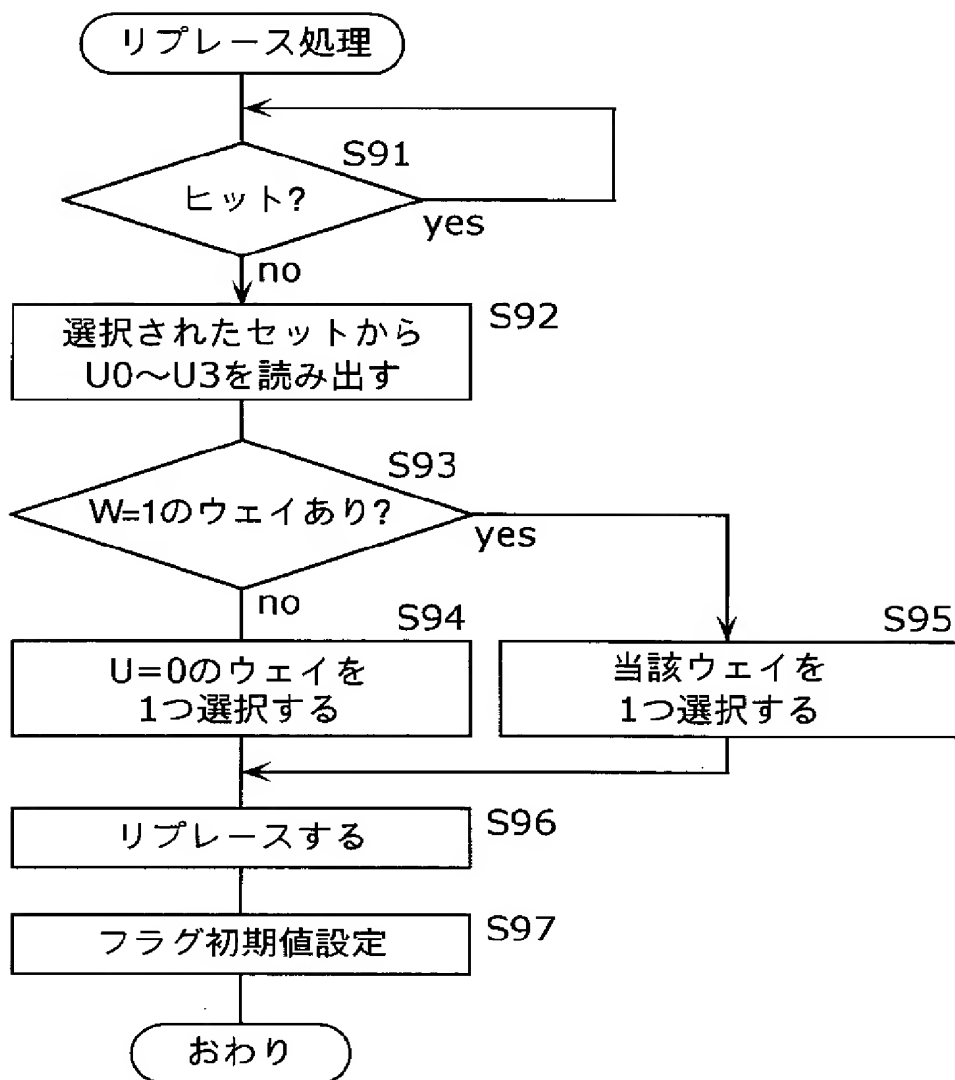 リプレース処理
S91
ヒット?
yes
no
S92
選択されたセットから
U0～U3を読み出す
S93
W=1のウェイあり?
yes
no
S94
U=0のウェイを
1つ選択する
S95
当該ウェイを
1つ選択する
リプレースする
S96
フラグ初期値設定
S97
おわり